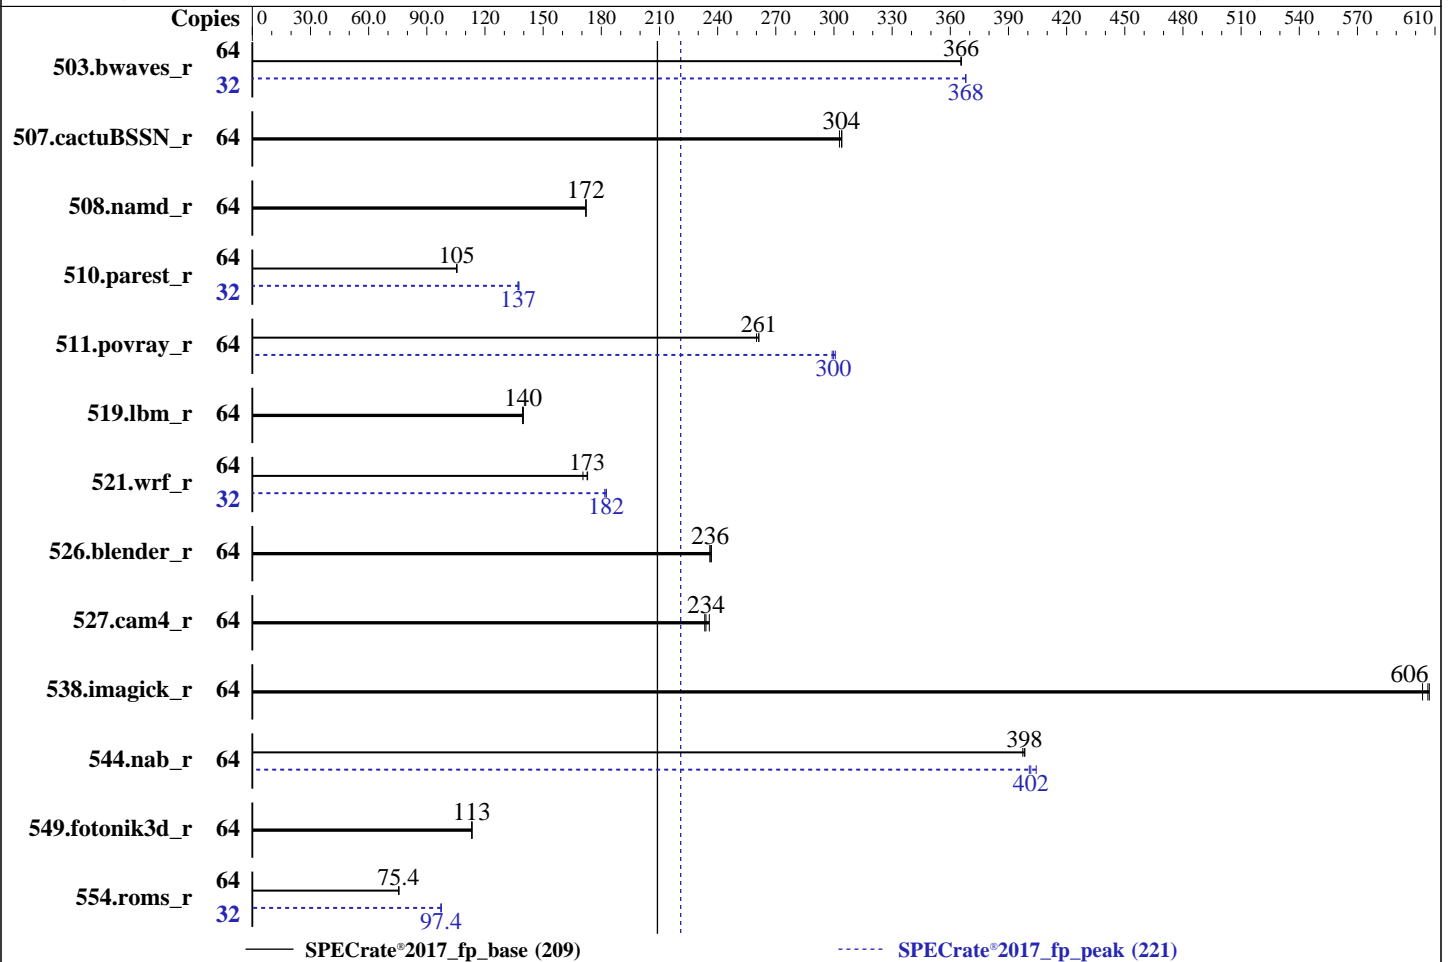 Copies 0 30.0 60.0 90.0 120 150 180 210 240 270 300 330 360 390 420 450 480 510 540 570 610
503.bwaves_r 64 366
32 368
507.cactuBSSN_r 64 304
508.namd_r 64 172
510.parest_r 64 105
32 137
511.povray_r 64 261
300
519.lbm_r 64 140
521.wrf_r 64 173
32 182
526.blender_r 64 236
527.cam4_r 64 234
538.imagick_r 64 606
544.nab_r 64 398
402
549.fotonik3d_r 64 113
554.roms_r 64 75.4
32 97.4
SPECrate®2017_fp_base (209) SPECrate®2017_fp_peak (221)